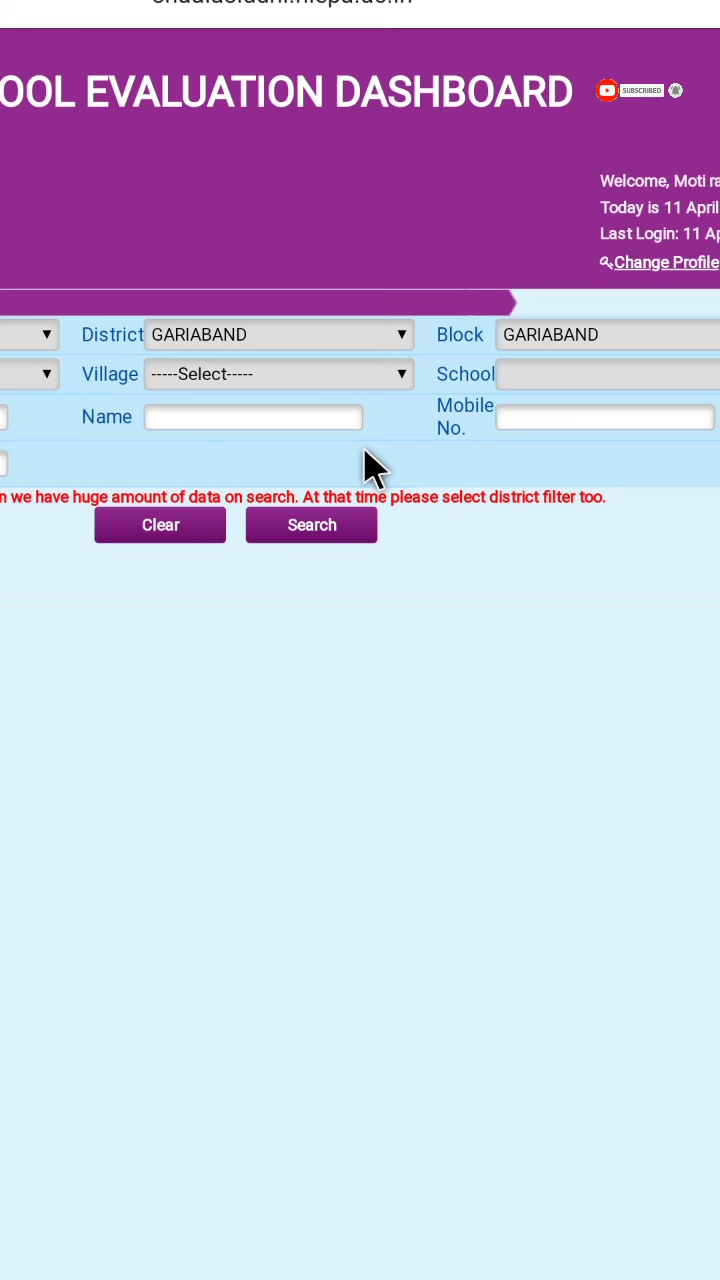 OOL EVALUATION DASHBOARD SUBSCRIBED
Welcome, Moti ra
Today is 11 April
Last Login: 11 Ap
Change Profile
District GARIABAND Block GARIABAND
Village -----Select----- School
Name Mobile No.
n we have huge amount of data on search. At that time please select district filter too.
Clear Search